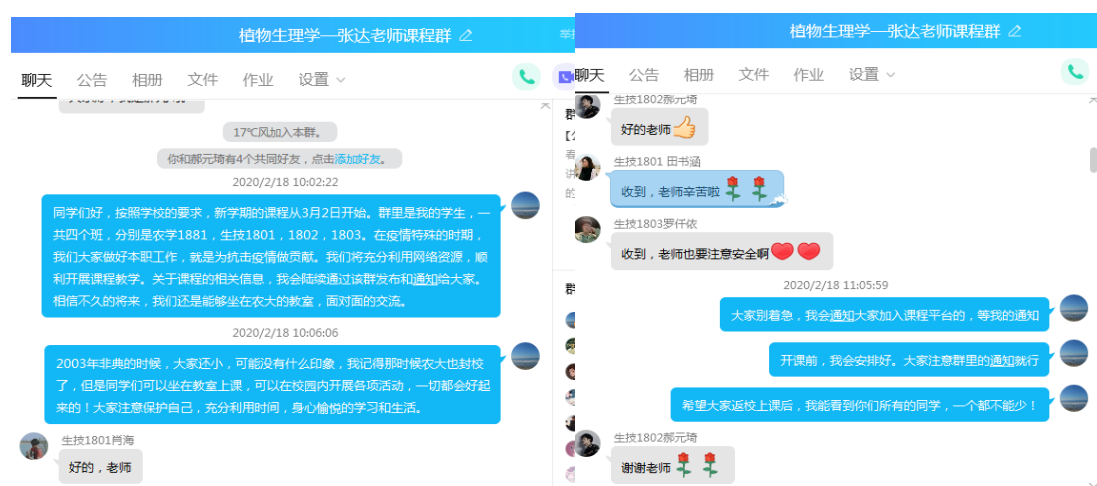 植物生理学—张达老师课程群
聊天 公告 相册 文件 作业 设置
17℃风加入本群。
你和郝元琦有4个共同好友，点击添加好友。
2020/2/18 10:02:22
同学们好，按照学校的要求，新学期的课程从3月2日开始。群里是我的学生，一
共四个班，分别是农学1881，生技1801，1802，1803。在疫情特殊的时期，
我们大家做好本职工作，就是为抗击疫情做贡献。我们将充分利用网络资源，顺
利开展课程教学。关于课程的相关信息，我会陆续通过该群发布和通知给大家。
相信不久的将来，我们还是能够坐在农大的教室，面对面的交流。
2020/2/18 10:06:06
2003年非典的时候，大家还小，可能没有什么印象，我记得那时候农大也封校
了，但是同学们可以坐在教室上课，可以在校园内开展各项活动，一切都会好起
来的！大家注意保护自己，充分利用时间，身心愉悦的学习和生活。
生技1801肖海
好的，老师
群
植物生理学—张达老师课程群
聊天 公告 相册 文件 作业 设置
生技1802郝元琦
好的老师
生技1801 田书涵
收到，老师辛苦啦
生技1803罗仟依
收到，老师也要注意安全啊
2020/2/18 11:05:59
大家别着急，我会通知大家加入课程平台的，等我的通知
开课前，我会安排好。大家注意群里的通知就行
希望大家返校上课后，我能看到你们所有的同学，一个都不能少！
生技1802郝元琦
谢谢老师